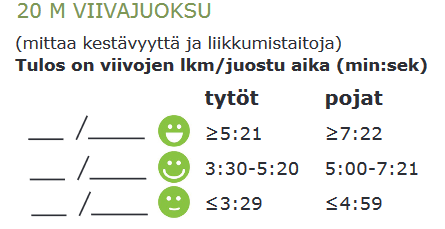 20 M VIIVAJUOKSU
(mittaa kestävyyttä ja liikkumistaitoja)
Tulos on viivojen lkm/juostu aika (min:sek)
tytöt pojat
___ /_____ ≥5:21 ≥7:22
___ /_____ 3:30-5:20 5:00-7:21
___ /_____ ≤3:29 ≤4:59